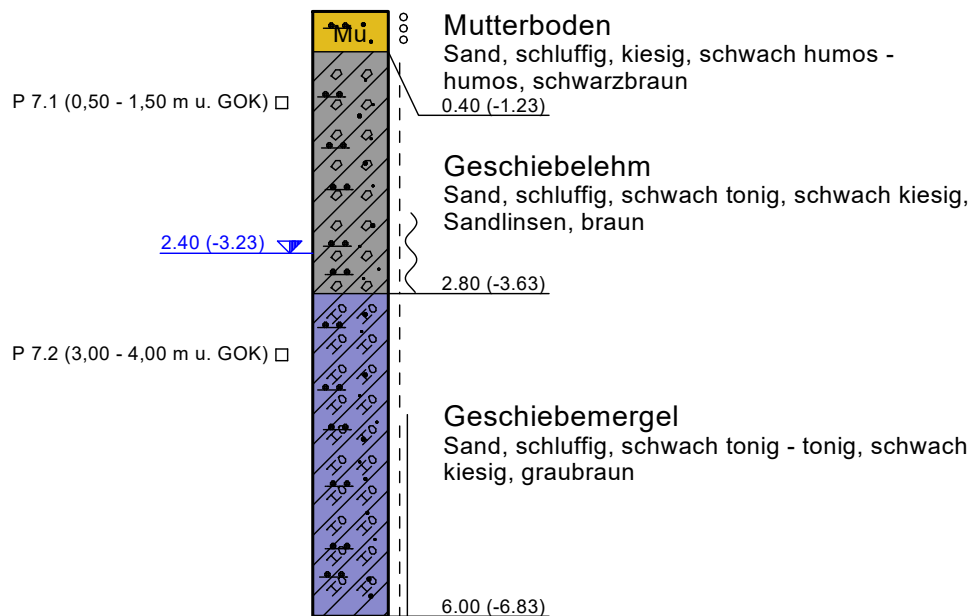 Mu
Mutterboden
Sand, schluffig, kiesig, schwach humos -
humos, schwarzbraun
P 7.1 (0,50 - 1,50 m u. GOK)
0.40 (-1.23)
Geschiebelehm
Sand, schluffig, schwach tonig, schwach kiesig,
Sandlinsen, braun
2.40 (-3.23)
2.80 (-3.63)
P 7.2 (3,00 - 4,00 m u. GOK)
Geschiebemergel
Sand, schluffig, schwach tonig - tonig, schwach
kiesig, graubraun
6.00 (-6.83)